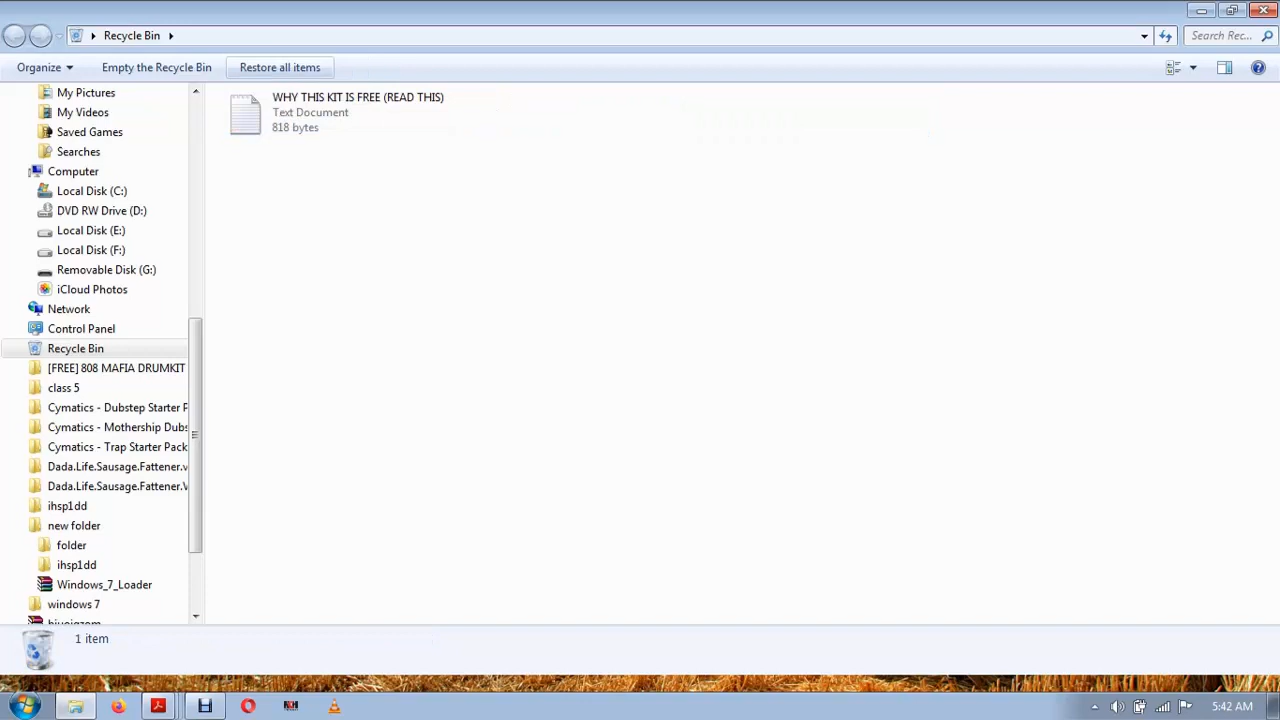 Recycle Bin
Search Rec...
Organize
Empty the Recycle Bin
Restore all items
My Pictures
My Videos
Saved Games
Searches
Computer
Local Disk (C:)
DVD RW Drive (D:)
Local Disk (E:)
Local Disk (F:)
Removable Disk (G:)
iCloud Photos
Network
Control Panel
Recycle Bin
[FREE] 808 MAFIA DRUMKIT
class 5
Cymatics - Dubstep Starter P
Cymatics - Mothership Dubs
Cymatics - Trap Starter Pack
Dada.Life.Sausage.Fattener.v
Dada.Life.Sausage.Fattener.V
ihsp1dd
new folder
folder
ihsp1dd
Windows_7_Loader
windows 7
WHY THIS KIT IS FREE (READ THIS)
Text Document
818 bytes
1 item
5:42 AM